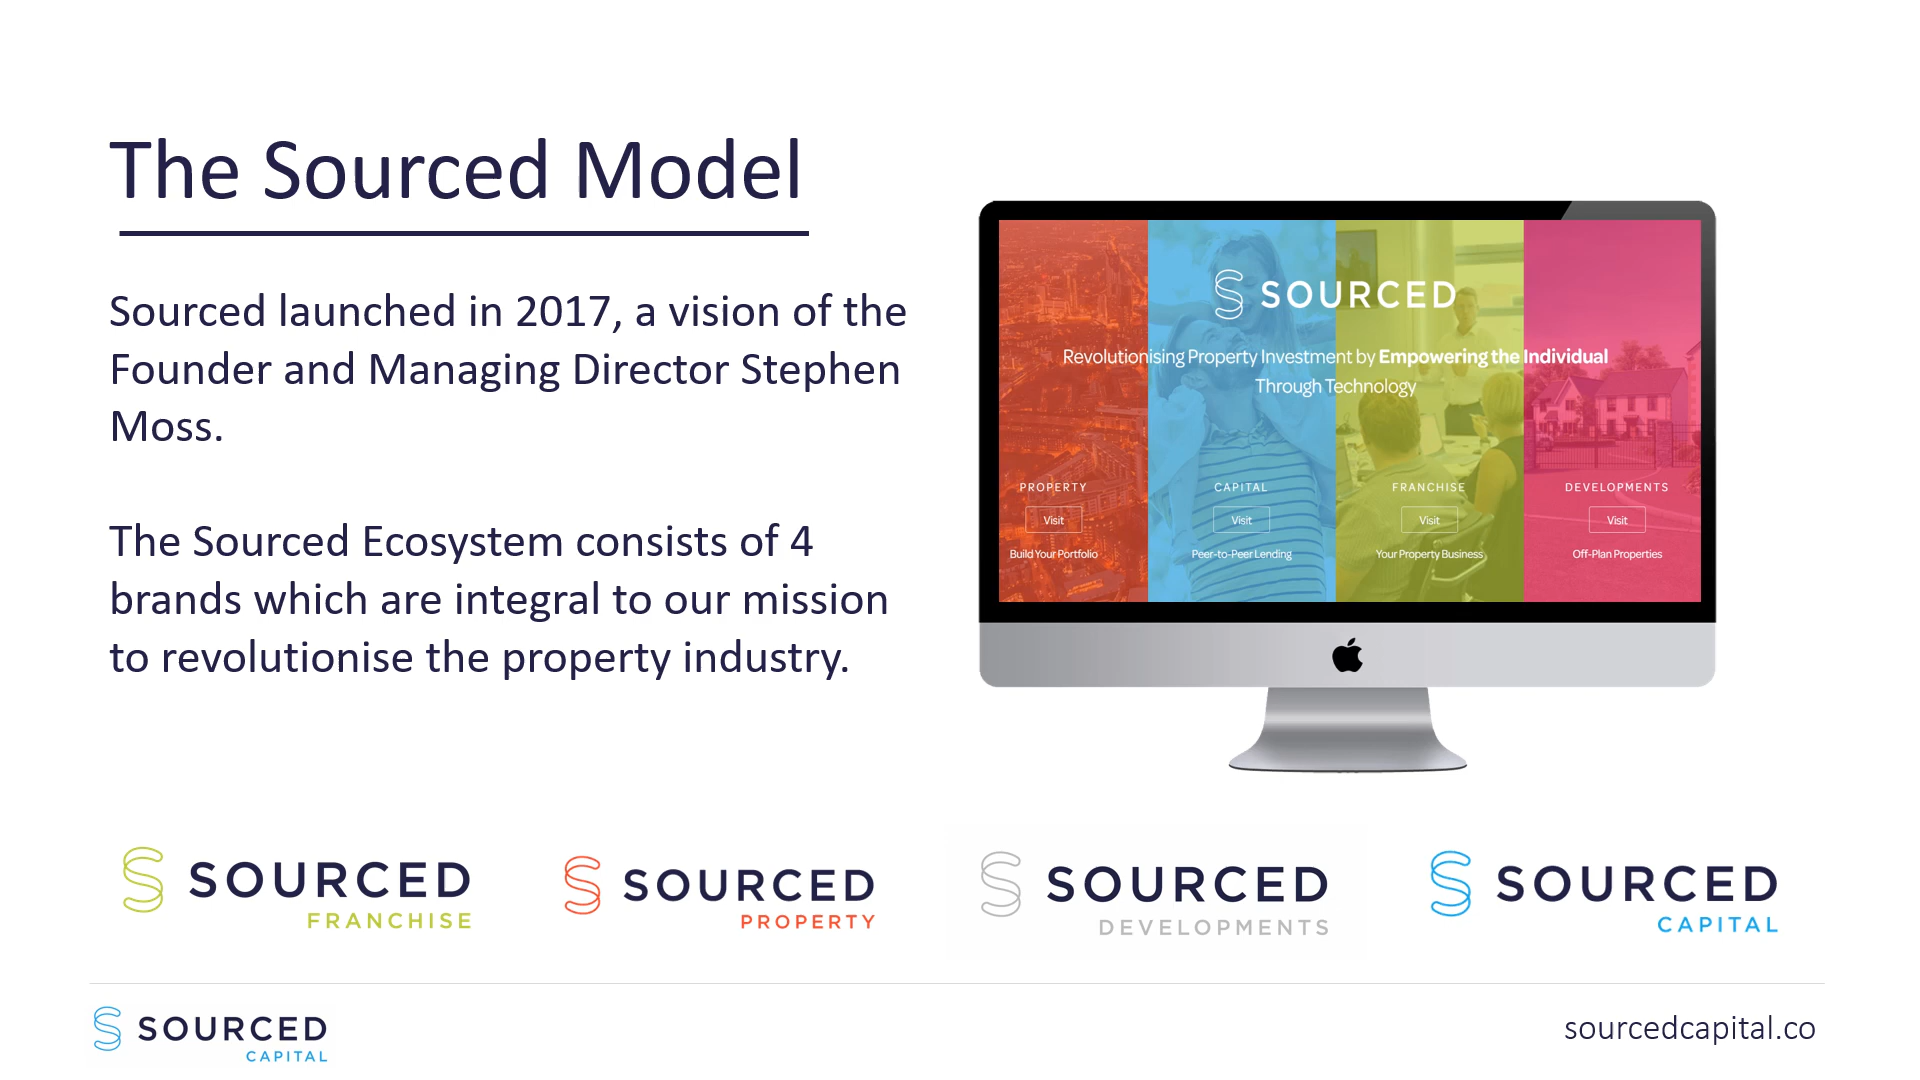 The Sourced Model
Sourced launched in 2017, a vision of the
Founder and Managing Director Stephen
Moss.
The Sourced Ecosystem consists of 4
brands which are integral to our mission
to revolutionise the property industry.
SOURCED
Revolutionising Property Investment by Empowering the Individual
Through Technology
PROPERTY
Visit
Build Your Portfolio
CAPITAL
Visit
Peer-to-Peer Lending
FRANCHISE
Visit
Your Property Business
DEVELOPMENTS
Visit
Off-Plan Properties
SOURCED
FRANCHISE
SOURCED
PROPERTY
SOURCED
DEVELOPMENTS
SOURCED
CAPITAL
SOURCED
CAPITAL
sourcedcapital.co